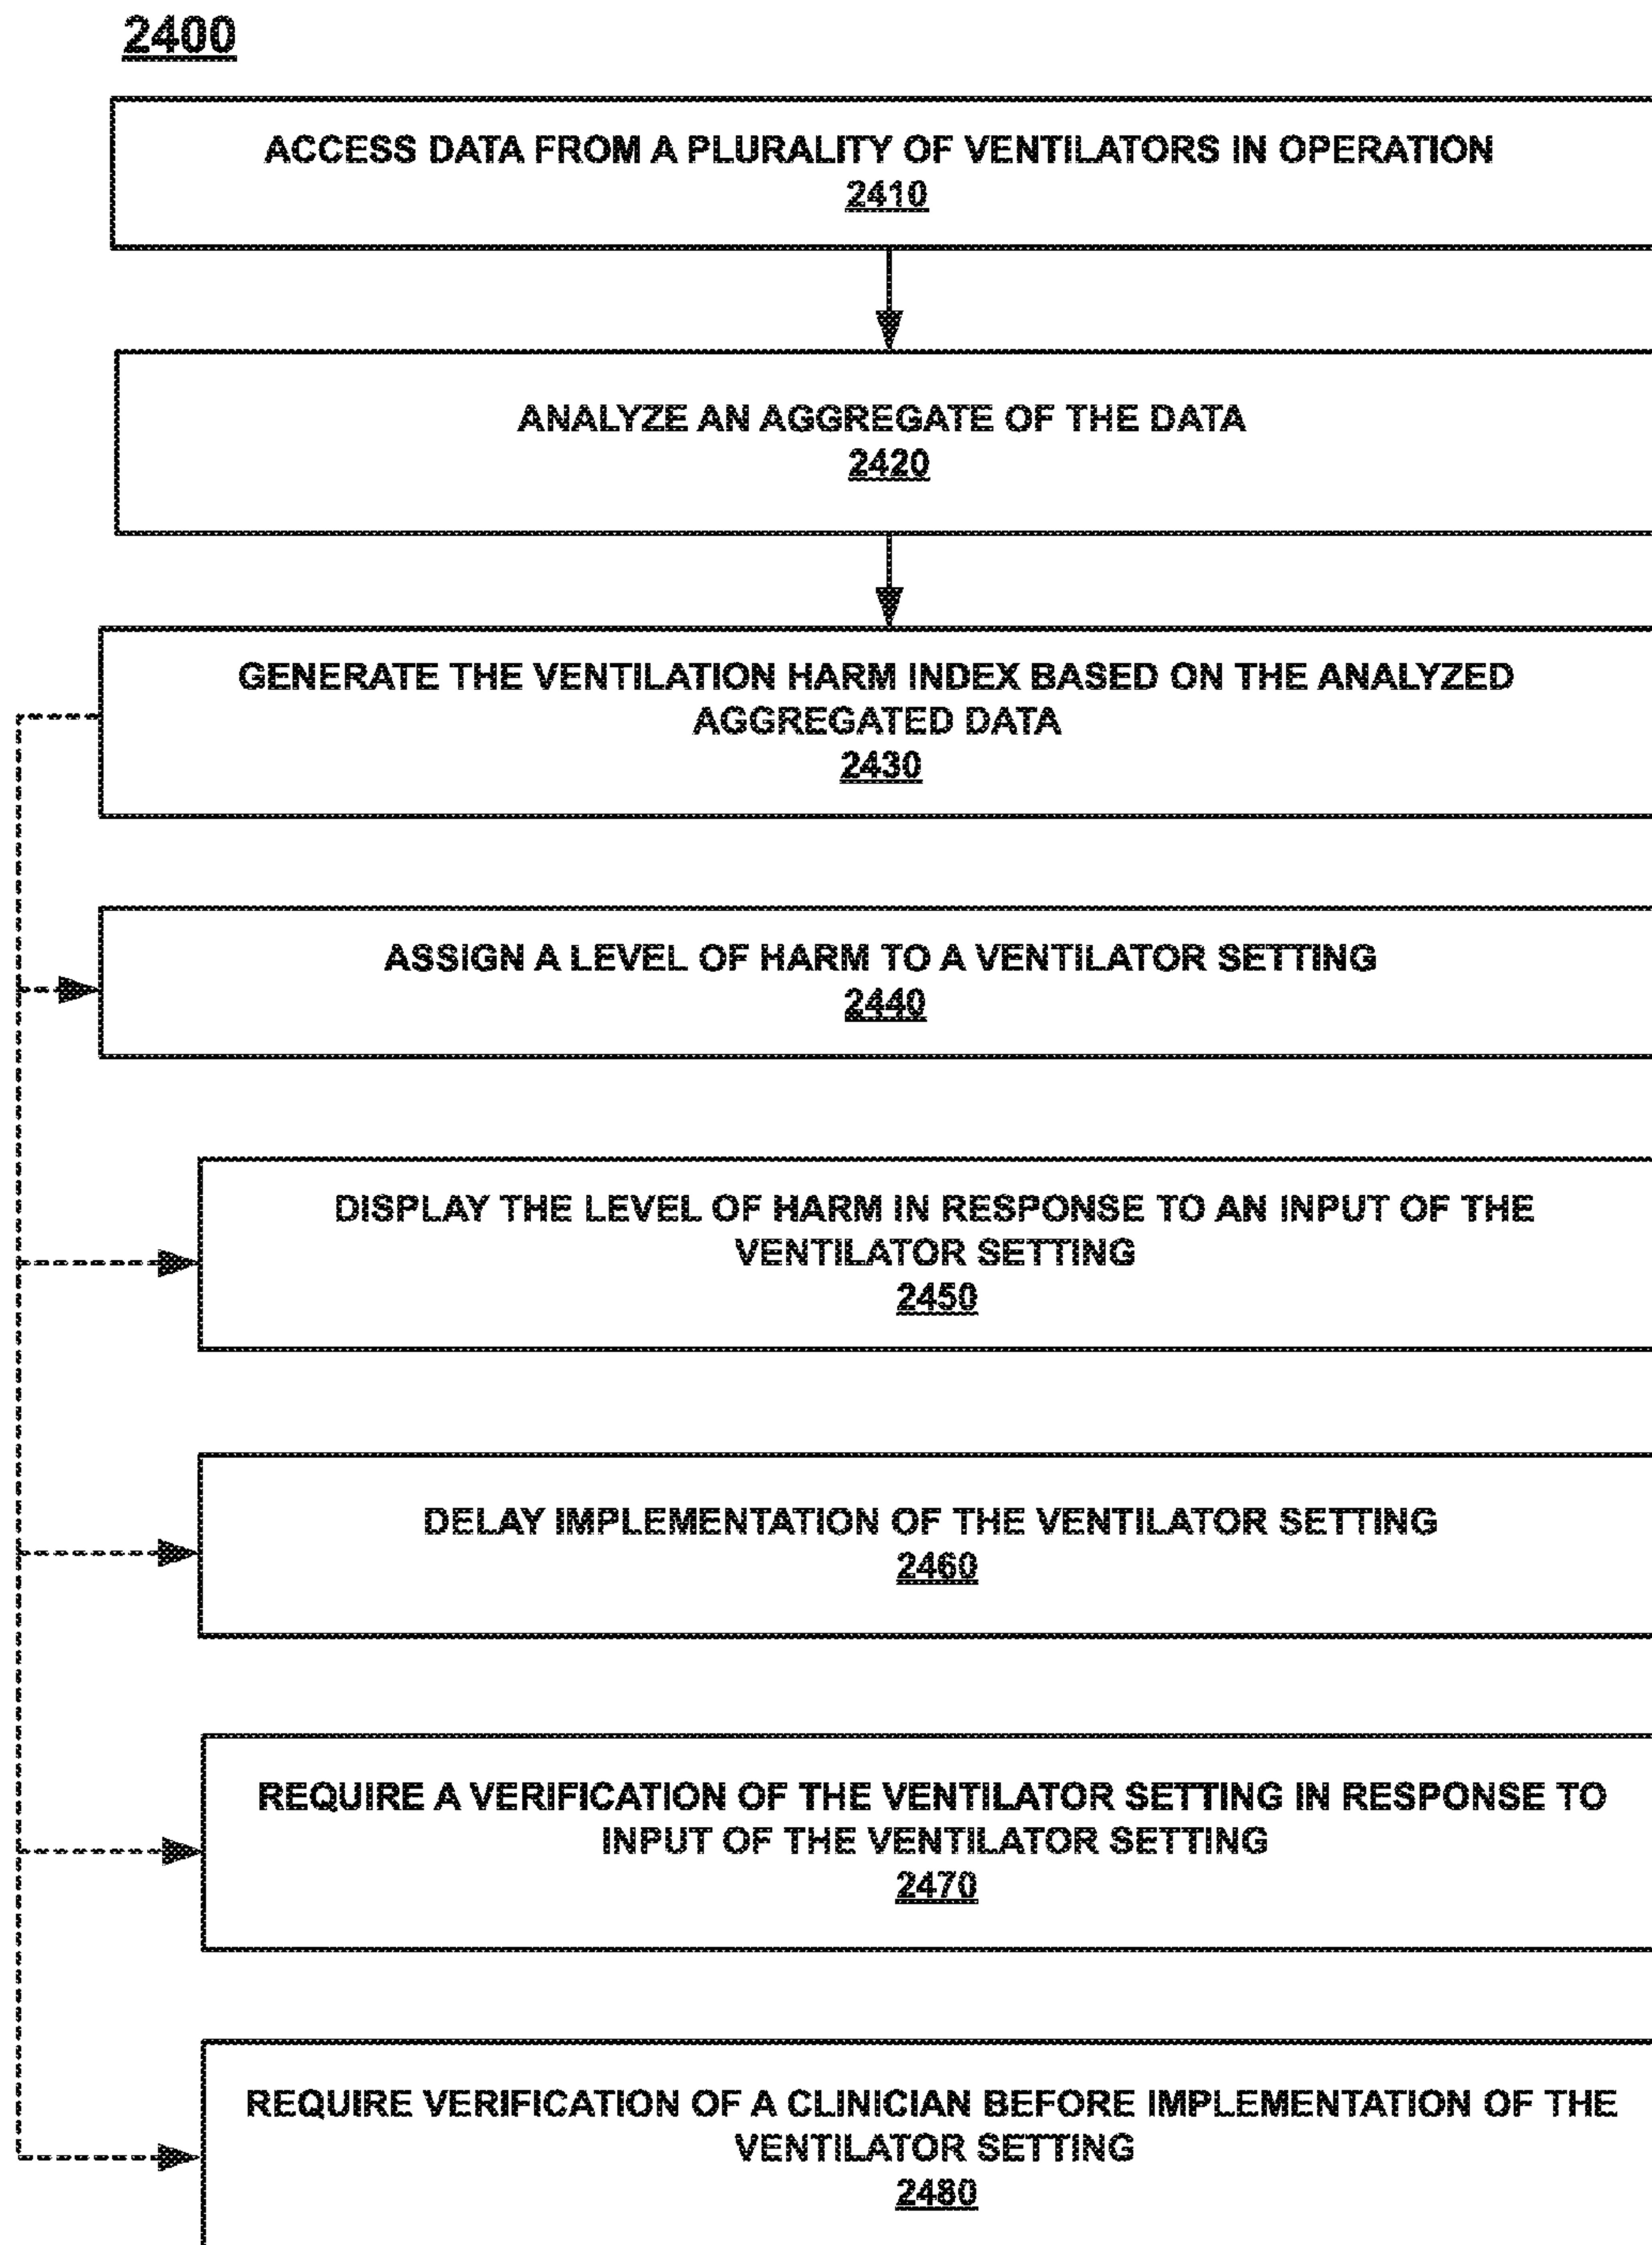 2400
ACCESS DATA FROM A PLURALITY OF VENTILATORS IN OPERATION
2410
ANALYZE AN AGGREGATE OF THE DATA
2420
GENERATE THE VENTILATION HARM INDEX BASED ON THE ANALYZED
AGGREGATED DATA
2430
ASSIGN A LEVEL OF HARM TO A VENTILATOR SETTING
2440
DISPLAY THE LEVEL OF HARM IN RESPONSE TO AN INPUT OF THE
VENTILATOR SETTING
2450
DELAY IMPLEMENTATION OF THE VENTILATOR SETTING
2460
REQUIRE A VERIFICATION OF THE VENTILATOR SETTING IN RESPONSE TO
INPUT OF THE VENTILATOR SETTING
2470
REQUIRE VERIFICATION OF A CLINICIAN BEFORE IMPLEMENTATION OF THE
VENTILATOR SETTING
2480